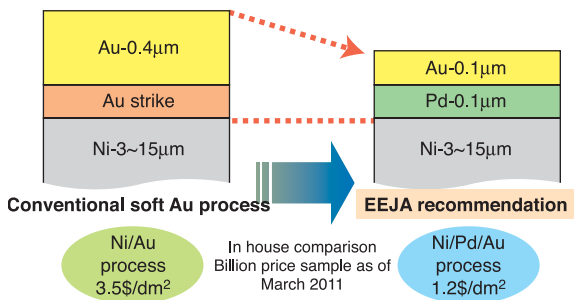 Au-0.4μm
Au strike
Ni-3~15μm
Conventional soft Au process
Au-0.1μm
Pd-0.1μm
Ni-3~15μm
EEJA recommendation
Ni/Au
process
3.5$/dm²
In house comparison
Billion price sample as of
March 2011
Ni/Pd/Au
process
1.2$/dm²